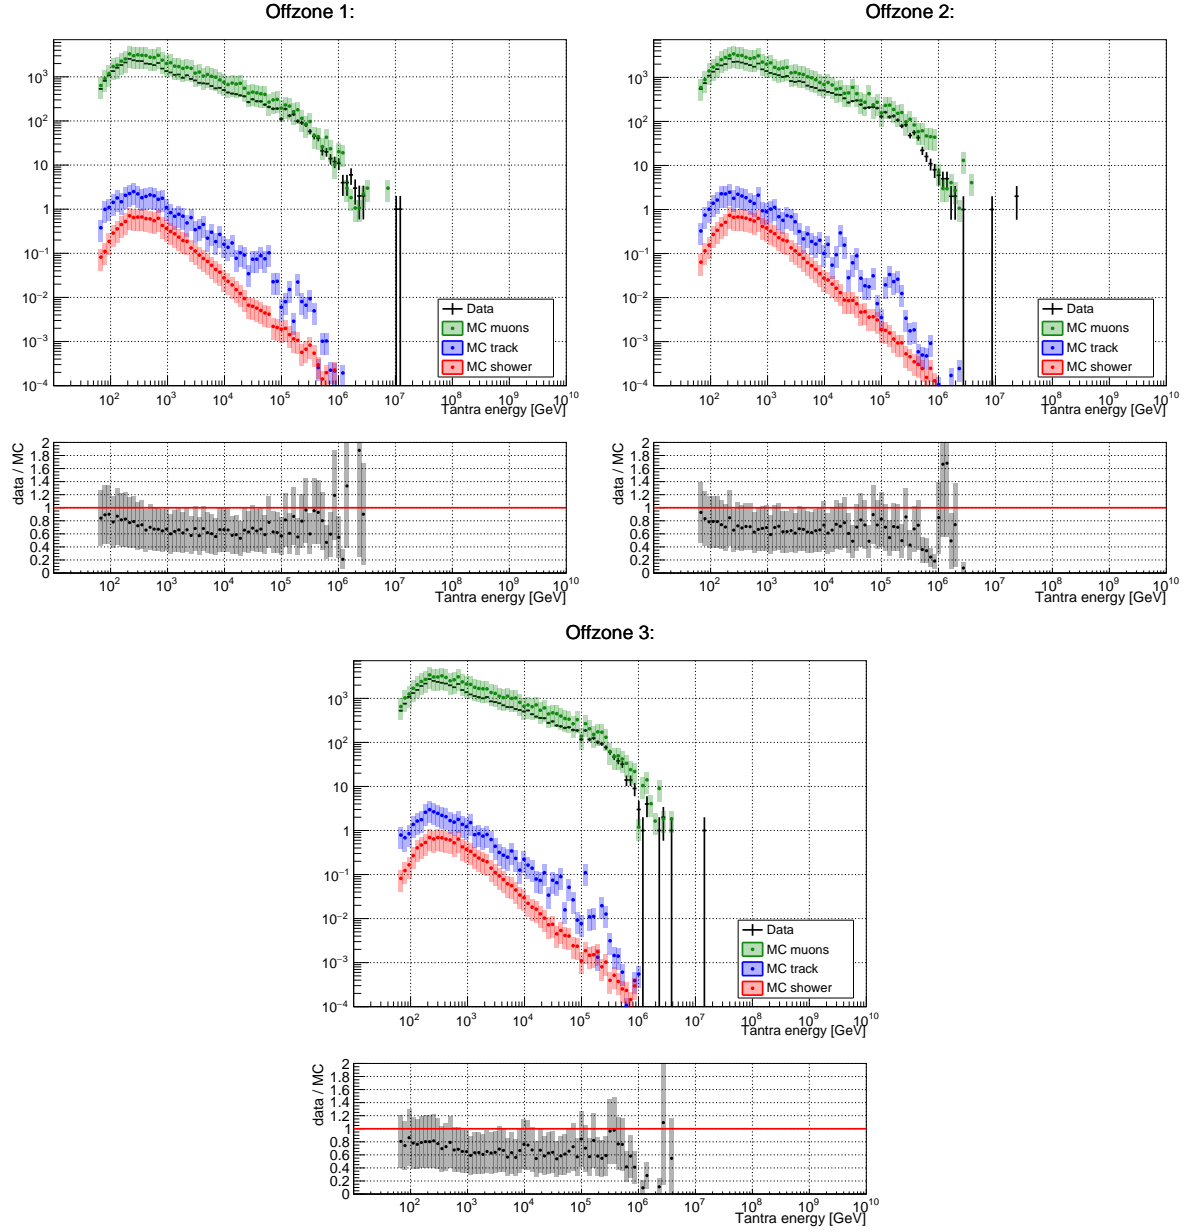 Offzone 1:
10³
10²
10
1
10⁻¹
10⁻²
10⁻³
10⁻⁴
Data
MC muons
MC track
MC shower
10² 10³ 10⁴ 10⁵ 10⁶ 10⁷ 10⁸ 10⁹ 10¹⁰
Tantra energy [GeV]
data / MC
2
1.8
1.6
1.4
1.2
1
0.8
0.6
0.4
0.2
0
10² 10³ 10⁴ 10⁵ 10⁶ 10⁷ 10⁸ 10⁹ 10¹⁰
Tantra energy [GeV]
Offzone 2:
10³
10²
10
1
10⁻¹
10⁻²
10⁻³
10⁻⁴
Data
MC muons
MC track
MC shower
10² 10³ 10⁴ 10⁵ 10⁶ 10⁷ 10⁸ 10⁹ 10¹⁰
Tantra energy [GeV]
data / MC
2
1.8
1.6
1.4
1.2
1
0.8
0.6
0.4
0.2
0
10² 10³ 10⁴ 10⁵ 10⁶ 10⁷ 10⁸ 10⁹ 10¹⁰
Tantra energy [GeV]
Offzone 3:
10³
10²
10
1
10⁻¹
10⁻²
10⁻³
10⁻⁴
Data
MC muons
MC track
MC shower
10² 10³ 10⁴ 10⁵ 10⁶ 10⁷ 10⁸ 10⁹ 10¹⁰
Tantra energy [GeV]
data / MC
2
1.8
1.6
1.4
1.2
1
0.8
0.6
0.4
0.2
0
10² 10³ 10⁴ 10⁵ 10⁶ 10⁷ 10⁸ 10⁹ 10¹⁰
Tantra energy [GeV]